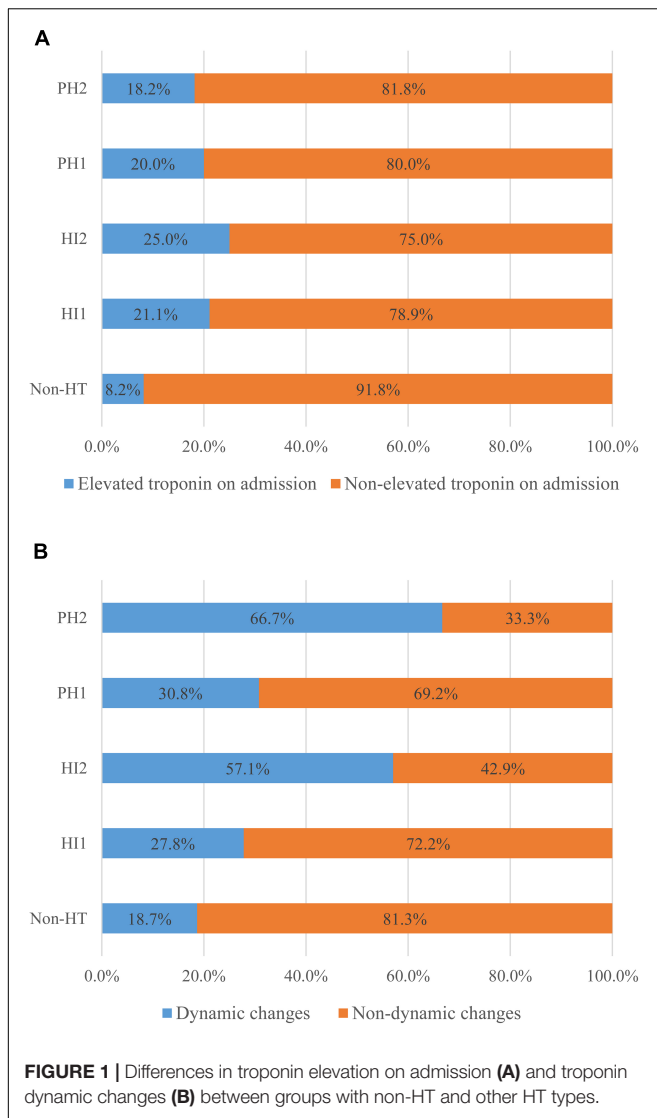 A
PH2 18.2% 81.8%
PH1 20.0% 80.0%
HI2 25.0% 75.0%
HI1 21.1% 78.9%
Non-HT 8.2% 91.8%
0.0% 20.0% 40.0% 60.0% 80.0% 100.0%
Elevated troponin on admission Non-elevated troponin on admission
B
PH2 66.7% 33.3%
PH1 30.8% 69.2%
HI2 57.1% 42.9%
HI1 27.8% 72.2%
Non-HT 18.7% 81.3%
0.0% 20.0% 40.0% 60.0% 80.0% 100.0%
Dynamic changes Non-dynamic changes
FIGURE 1 | Differences in troponin elevation on admission (A) and troponin
dynamic changes (B) between groups with non-HT and other HT types.